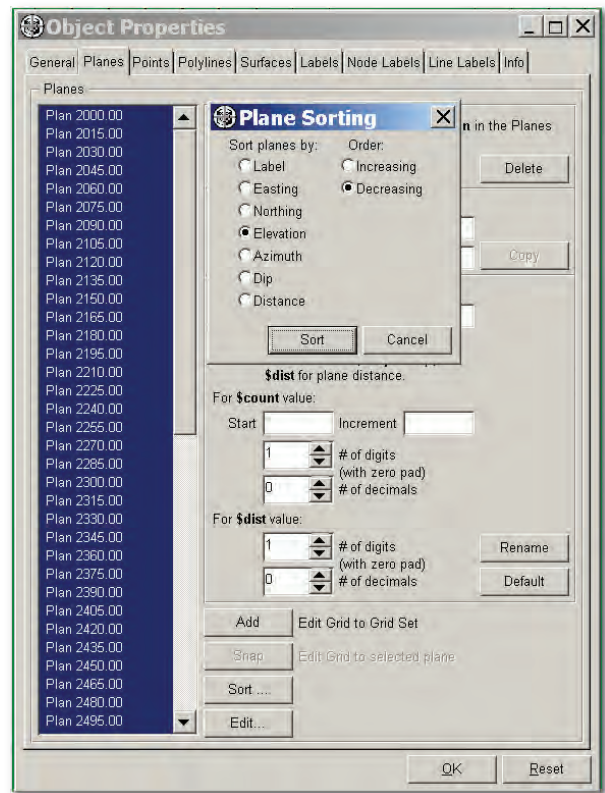 Object Properties
General Planes Points Polylines Surfaces Labels Node Labels Line Labels Info
Planes
Plan 2000.00
Plan 2015.00
Plan 2030.00
Plan 2045.00
Plan 2060.00
Plan 2075.00
Plan 2090.00
Plan 2105.00
Plan 2120.00
Plan 2135.00
Plan 2150.00
Plan 2165.00
Plan 2180.00
Plan 2195.00
Plan 2210.00
Plan 2225.00
Plan 2240.00
Plan 2255.00
Plan 2270.00
Plan 2285.00
Plan 2300.00
Plan 2315.00
Plan 2330.00
Plan 2345.00
Plan 2360.00
Plan 2375.00
Plan 2390.00
Plan 2405.00
Plan 2420.00
Plan 2435.00
Plan 2450.00
Plan 2465.00
Plan 2480.00
Plan 2495.00
Plane Sorting
Sort planes by: Order:
Label Increasing
Easting Decreasing
Northing
Elevation
Azimuth
Dip
Distance
Sort Cancel
n in the Planes
Delete
Copy
$dist for plane distance.
For $count value:
Start Increment
1 # of digits
(with zero pad)
0 # of decimals
For $dist value:
1 # of digits
(with zero pad)
0 # of decimals
Rename
Default
Add Edit Grid to Grid Set
Snap Edit Grid to selected plane
Sort ....
Edit...
OK Reset